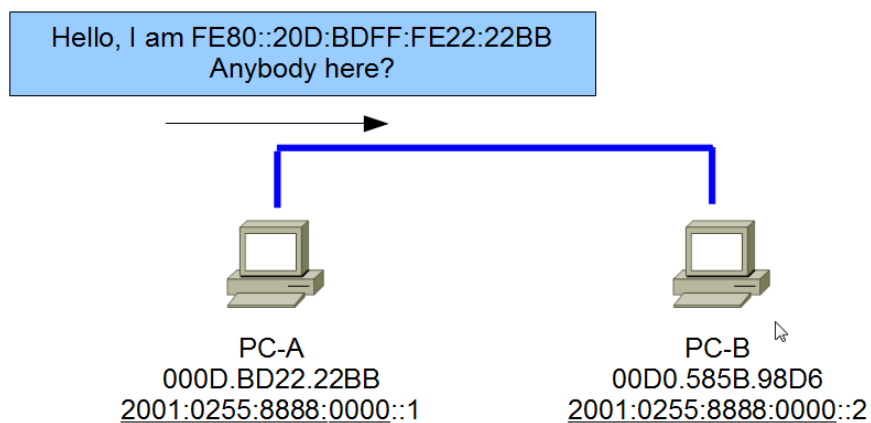 Hello, I am FE80::20D:BDFF:FE22:22BB
Anybody here?
PC-A
000D.BD22.22BB
2001:0255:8888:0000::1
PC-B
00D0.585B.98D6
2001:0255:8888:0000::2